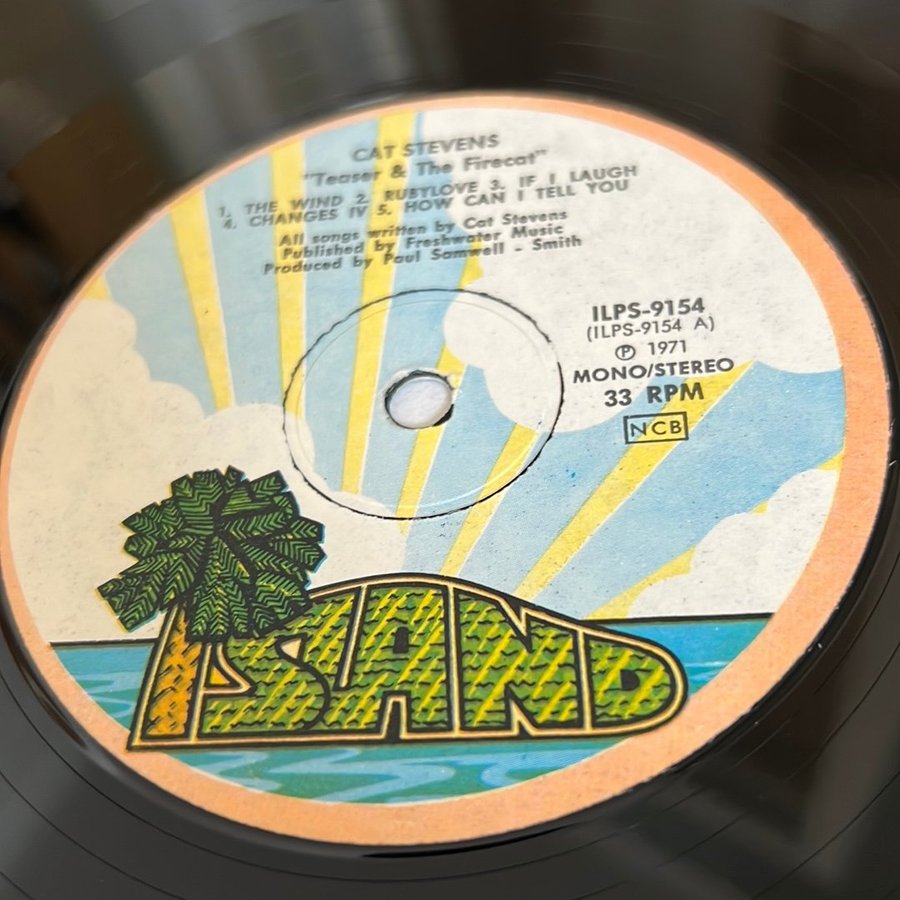 CAT STEVENS
"Teaser & The Firecat"
1. THE WIND 2. RUBYLOVE 3. IF I LAUGH
4. CHANGES IV 5. HOW CAN I TELL YOU
All songs written by Cat Stevens
Published by Freshwater Music
Produced by Paul Samwell - Smith
ILPS-9154
(ILPS-9154 A)
Ⓟ 1971
MONO/STEREO
33 RPM
NCB
ISLAND